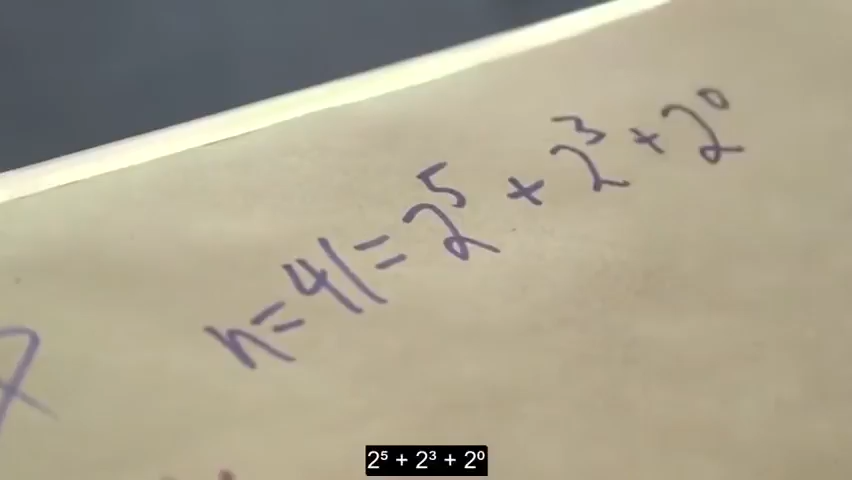 n=41=2⁵+2³+2⁰
2⁵ + 2³ + 2⁰